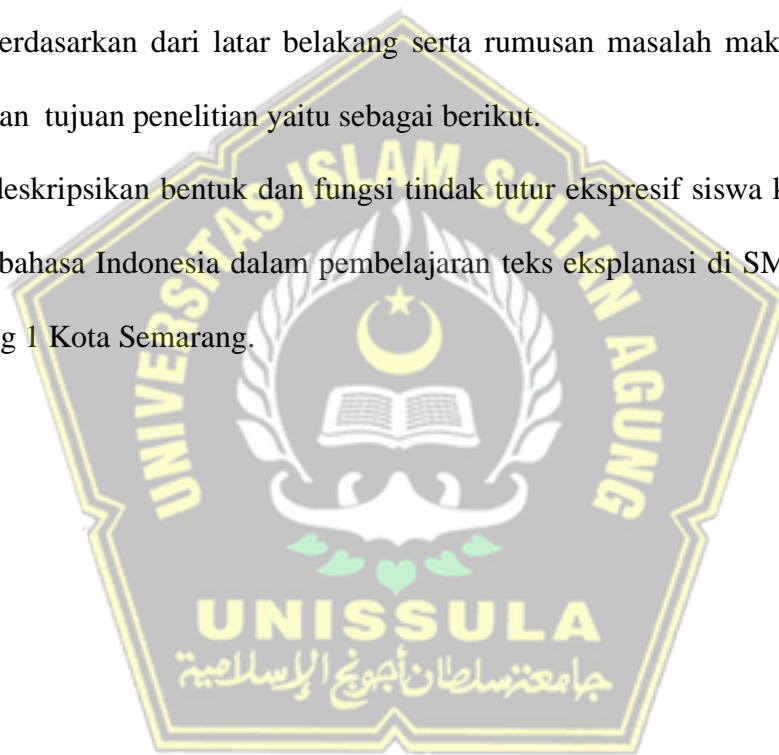 erdasarkan dari latar belakang serta rumusan masalah mak
an tujuan penelitian yaitu sebagai berikut.
deskripsikan bentuk dan fungsi tindak tutur ekspresif siswa
bahasa Indonesia dalam pembelajaran teks eksplanasi di SM
g 1 Kota Semarang.
UNIVERSITAS ISLAM SULTAN AGUNG
UNISSULA
جامعة سلطان أجونج الإسلامية